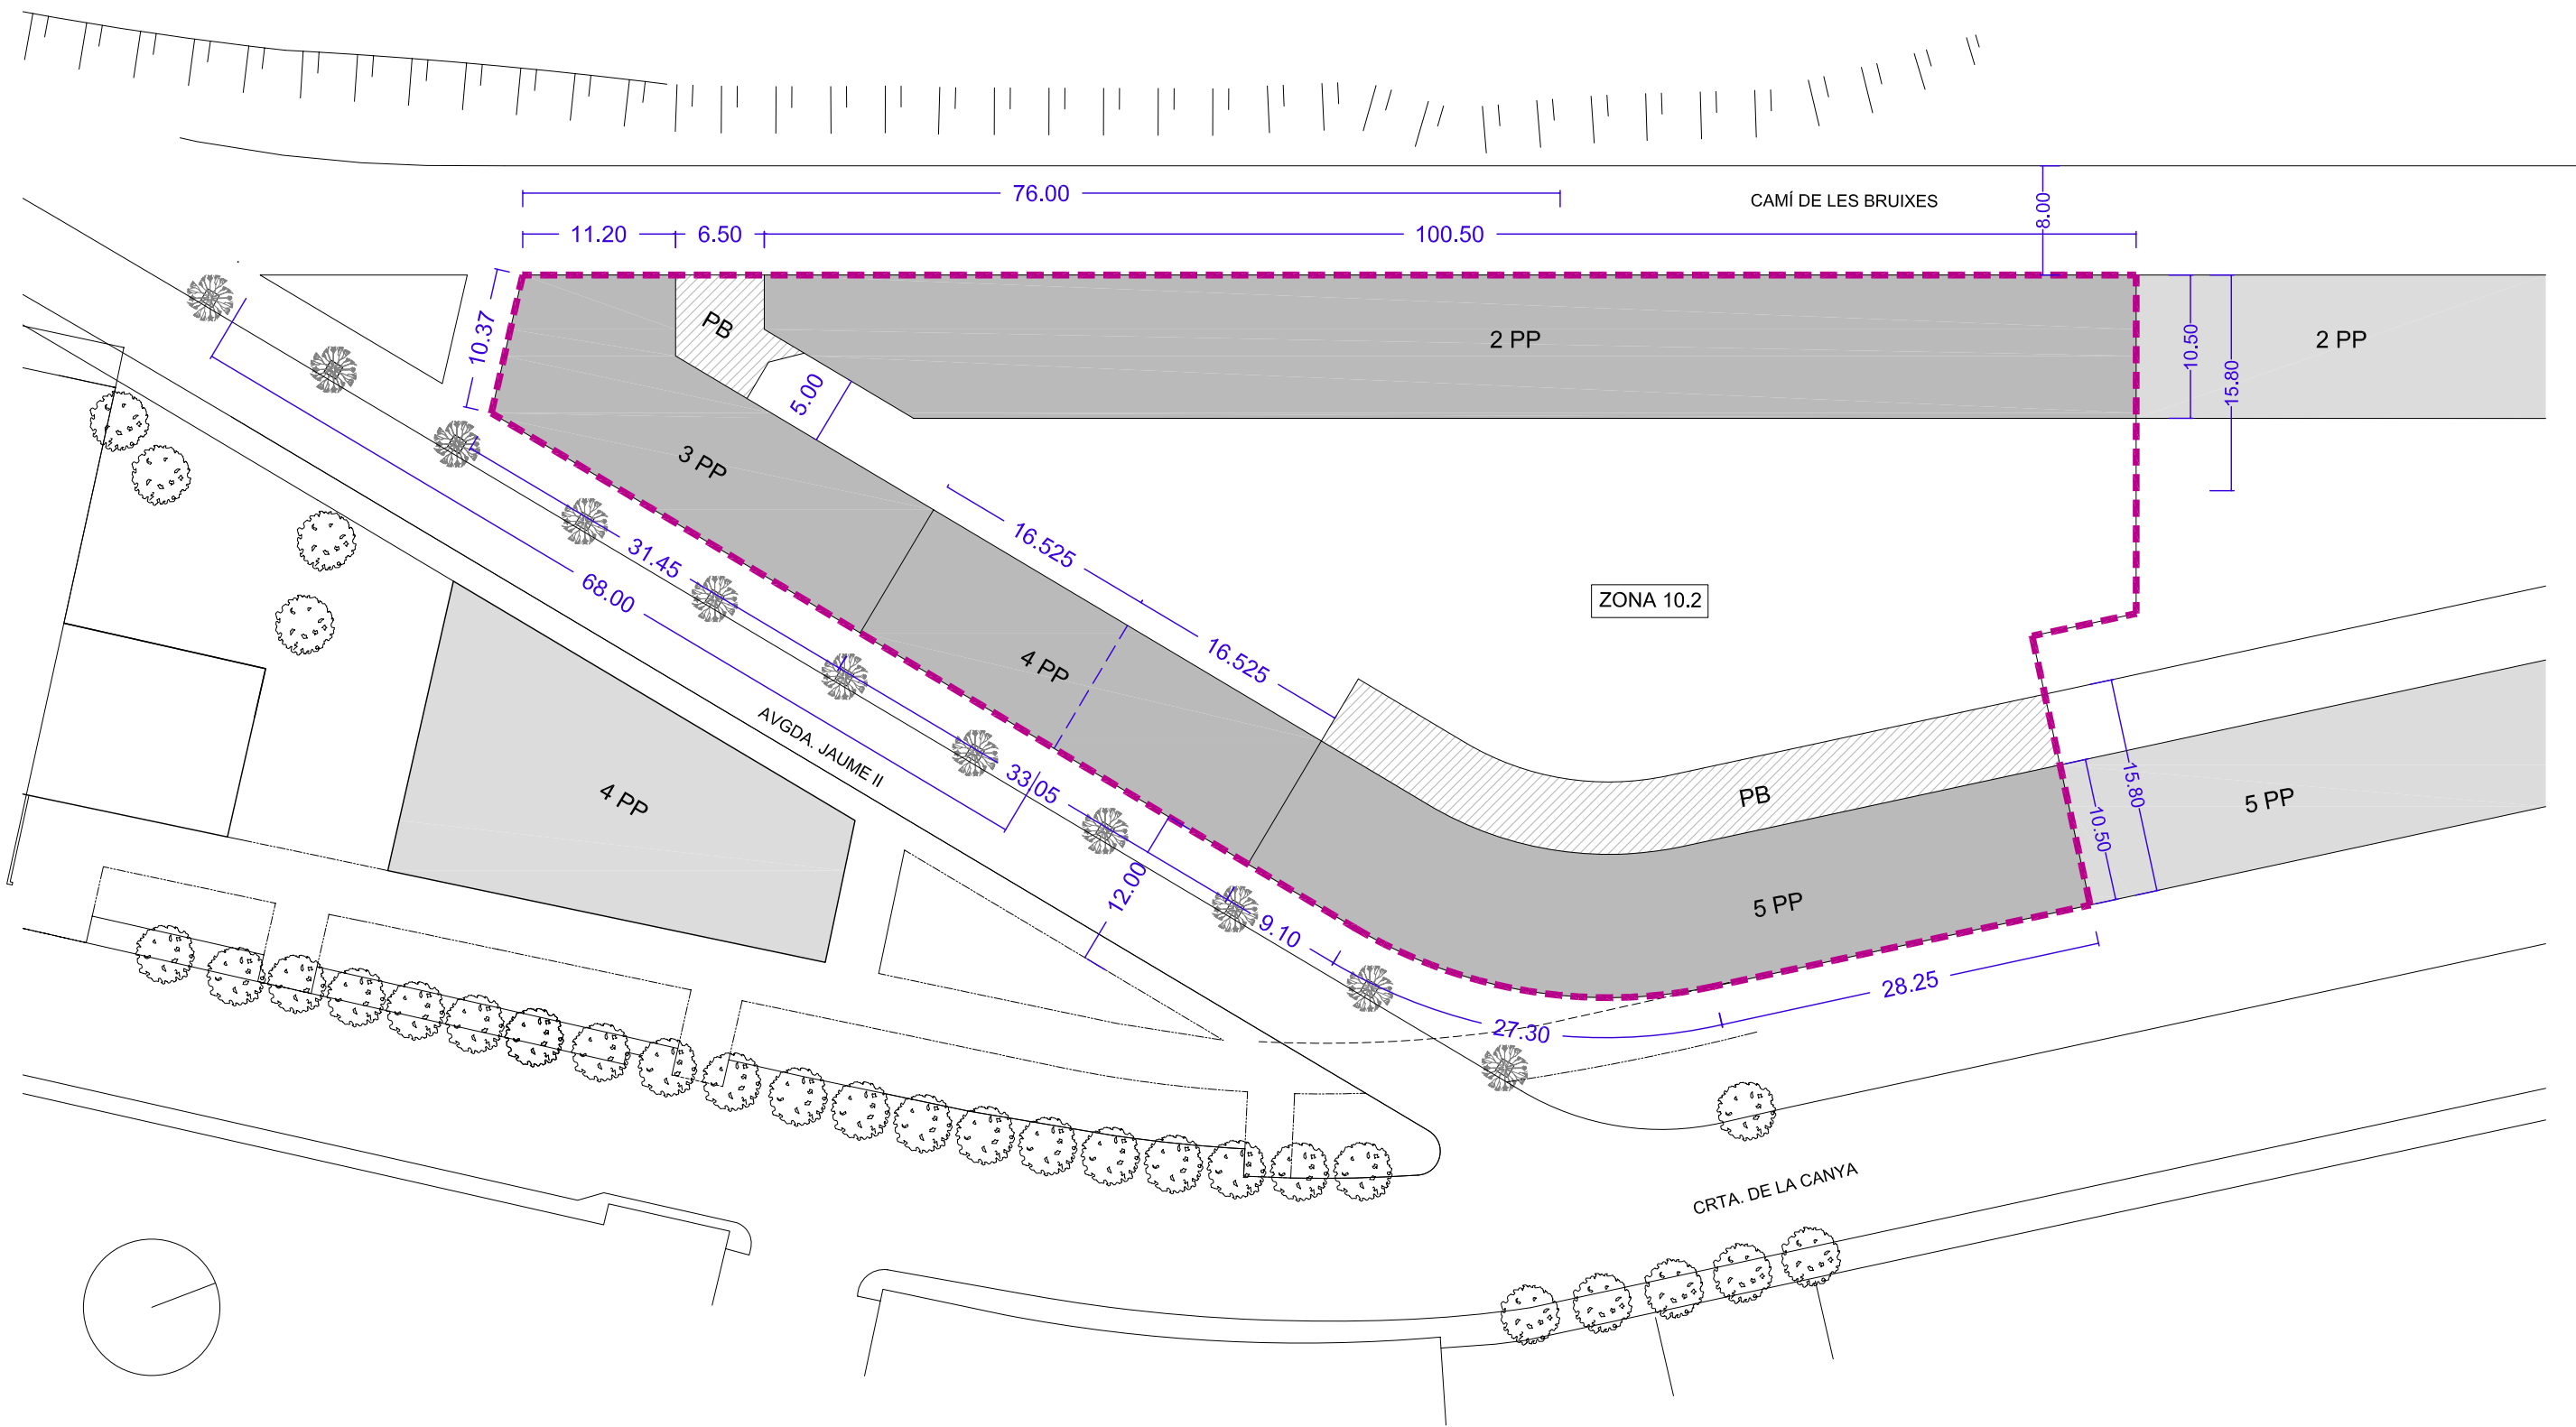 76.00
CAMÍ DE LES BRUIXES
8.00
11.20
6.50
100.50
PB
10.37
2 PP
10.50
2 PP
15.80
5.00
3 PP
16.525
31.45
68.00
ZONA 10.2
16.525
4 PP
AVGDA. JAUME II
33.05
4 PP
PB
15.80
5 PP
10.50
12.00
5 PP
9.10
28.25
27.30
CRTA. DE LA CANYA